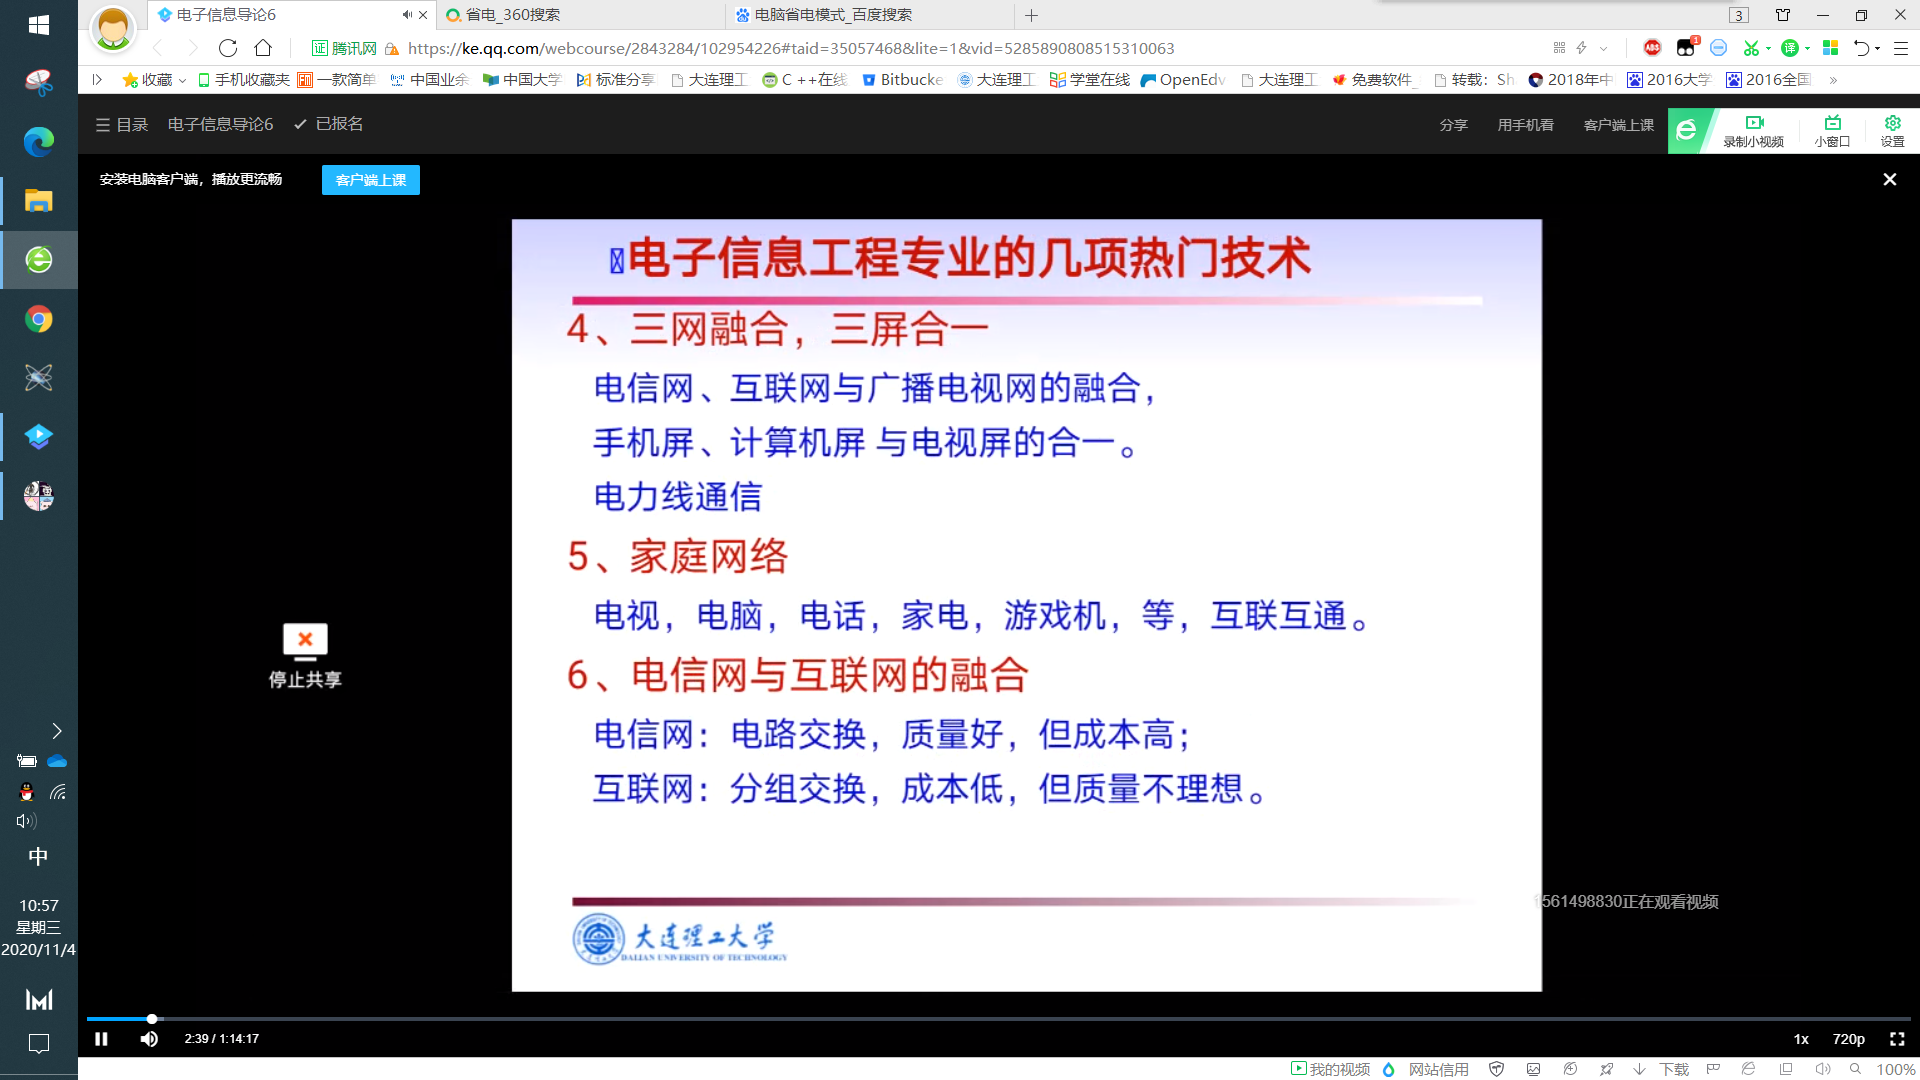 电子信息导论6
省电_360搜索
电脑省电模式_百度搜索
3
证 腾讯网
https://ke.qq.com/webcourse/2843284/102954226#taid=35057468&lite=1&vid=5285890808515310063
ABP
1
译
收藏
手机收藏夹
一款简单
中国业余
中国大学
标准分享
大连理工
C ++在线
Bitbucke
大连理工
学堂在线
OpenEdv
大连理工
免费软件_
转载：Sh
2018年中
2016大学
2016全国
»
目录
电子信息导论6
已报名
分享
用手机看
客户端上课
录制小视频
小窗口
设置
安装电脑客户端，播放更流畅
客户端上课
电子信息工程专业的几项热门技术
4、三网融合，三屏合一
电信网、互联网与广播电视网的融合，
手机屏、计算机屏 与电视屏的合一。
电力线通信
5、家庭网络
电视，电脑，电话，家电，游戏机，等，互联互通。
6、电信网与互联网的融合
电信网：电路交换，质量好，但成本高；
互联网：分组交换，成本低，但质量不理想。
停止共享
1561498830正在观看视频
大连理工大学
DALIAN UNIVERSITY OF TECHNOLOGY
中
10:57
星期三
2020/11/4
2:39 / 1:14:17
1x
720p
我的视频
网站信用
下载
100%